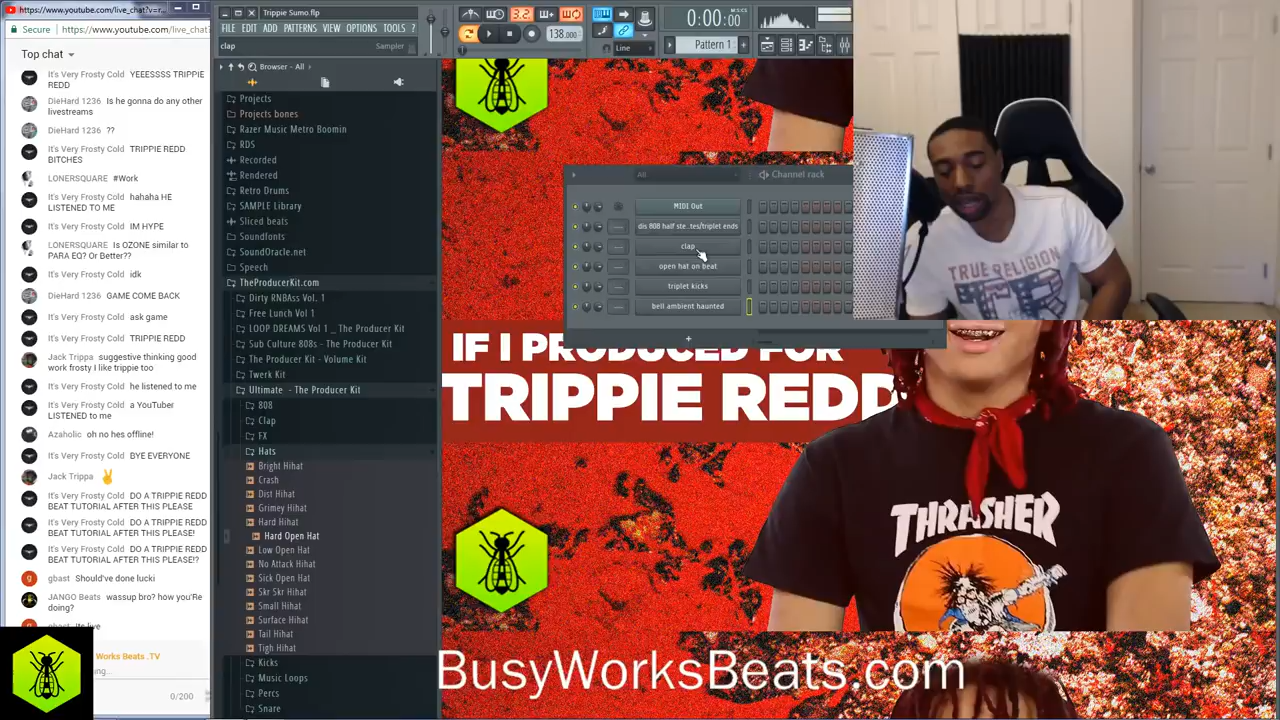 https://www.youtube.com/live_chat?v=r...
Secure
https://www.youtube.com/live_c
Top chat
It's Very Frosty Cold YEEESSSS TRIPPIE
REDD
DieHard 1236 Is he gonna do any other
livestreams
DieHard 1236 ??
It's Very Frosty Cold TRIPPIE REDD
BITCHES
LONERSQUARE #Work
It's Very Frosty Cold hahaha HE
LISTENED TO ME
It's Very Frosty Cold IM HYPE
LONERSQUARE Is OZONE similar to
PARA EQ? Or Better??
It's Very Frosty Cold idk
DieHard 1236 GAME COME BACK
It's Very Frosty Cold ask game
It's Very Frosty Cold TRIPPIE REDD
Jack Trippa suggestive thinking good
work frosty I like trippie too
It's Very Frosty Cold he listened to me
It's Very Frosty Cold a YouTuber
LISTENED to me
Azaholic oh no hes offline!
It's Very Frosty Cold BYE EVERYONE
Jack Trippa ✌
It's Very Frosty Cold DO A TRIPPIE REDD
BEAT TUTORIAL AFTER THIS PLEASE
It's Very Frosty Cold DO A TRIPPIE REDD
BEAT TUTORIAL AFTER THIS PLEASE!
It's Very Frosty Cold DO A TRIPPIE REDD
BEAT TUTORIAL AFTER THIS PLEASE!?
gbast Should've done lucki
JANGO Beats wassup bro? how you'Re
doing?
gbast Its live
Works Beats .TV
0/200
Trippie Sumo.flp
FILE EDIT ADD PATTERNS VIEW OPTIONS TOOLS ?
clap
Sampler
3.2
138.000
Line
0:00:00
Pattern 1
Browser - All
Projects
Projects bones
Razer Music Metro Boomin
RDS
Recorded
Rendered
Retro Drums
SAMPLE Library
Sliced beats
Soundfonts
SoundOracle.net
Speech
TheProducerKit.com
Dirty RNBAss Vol. 1
Free Lunch Vol 1
LOOP DREAMS Vol 1 _ The Producer Kit
Sub Culture 808s - The Producer Kit
The Producer Kit - Volume Kit
Twerk Kit
Ultimate - The Producer Kit
808
Clap
FX
Hats
Bright Hihat
Crash
Dist Hihat
Grimey Hihat
Hard Hihat
Hard Open Hat
Low Open Hat
No Attack Hihat
Sick Open Hat
Skr Skr Hihat
Small Hihat
Surface Hihat
Tail Hihat
Tigh Hihat
Kicks
Music Loops
Percs
Snare
All
Channel rack
MIDI Out
dis 808 half ste..tes/triplet ends
clap
open hat on beat
triplet kicks
bell ambient haunted
TRUE RELIGION
IF I PRODUCED FOR
TRIPPIE REDD
THRASHER
BusyWorksBeats.com